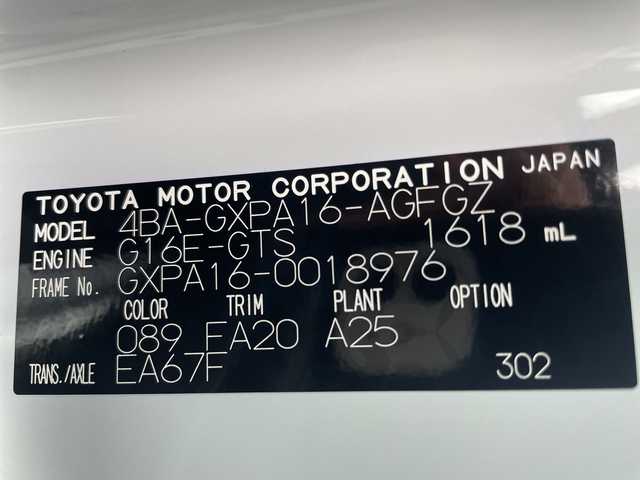 TOYOTA MOTOR CORPORATION JAPAN
MODEL 4BA-GXPA16-AGFGZ
ENGINE G16E-GTS 1618 mL
FRAME No. GXPA16-0018976
COLOR TRIM PLANT OPTION
089 EA20 A25
TRANS./AXLE EA67F 302